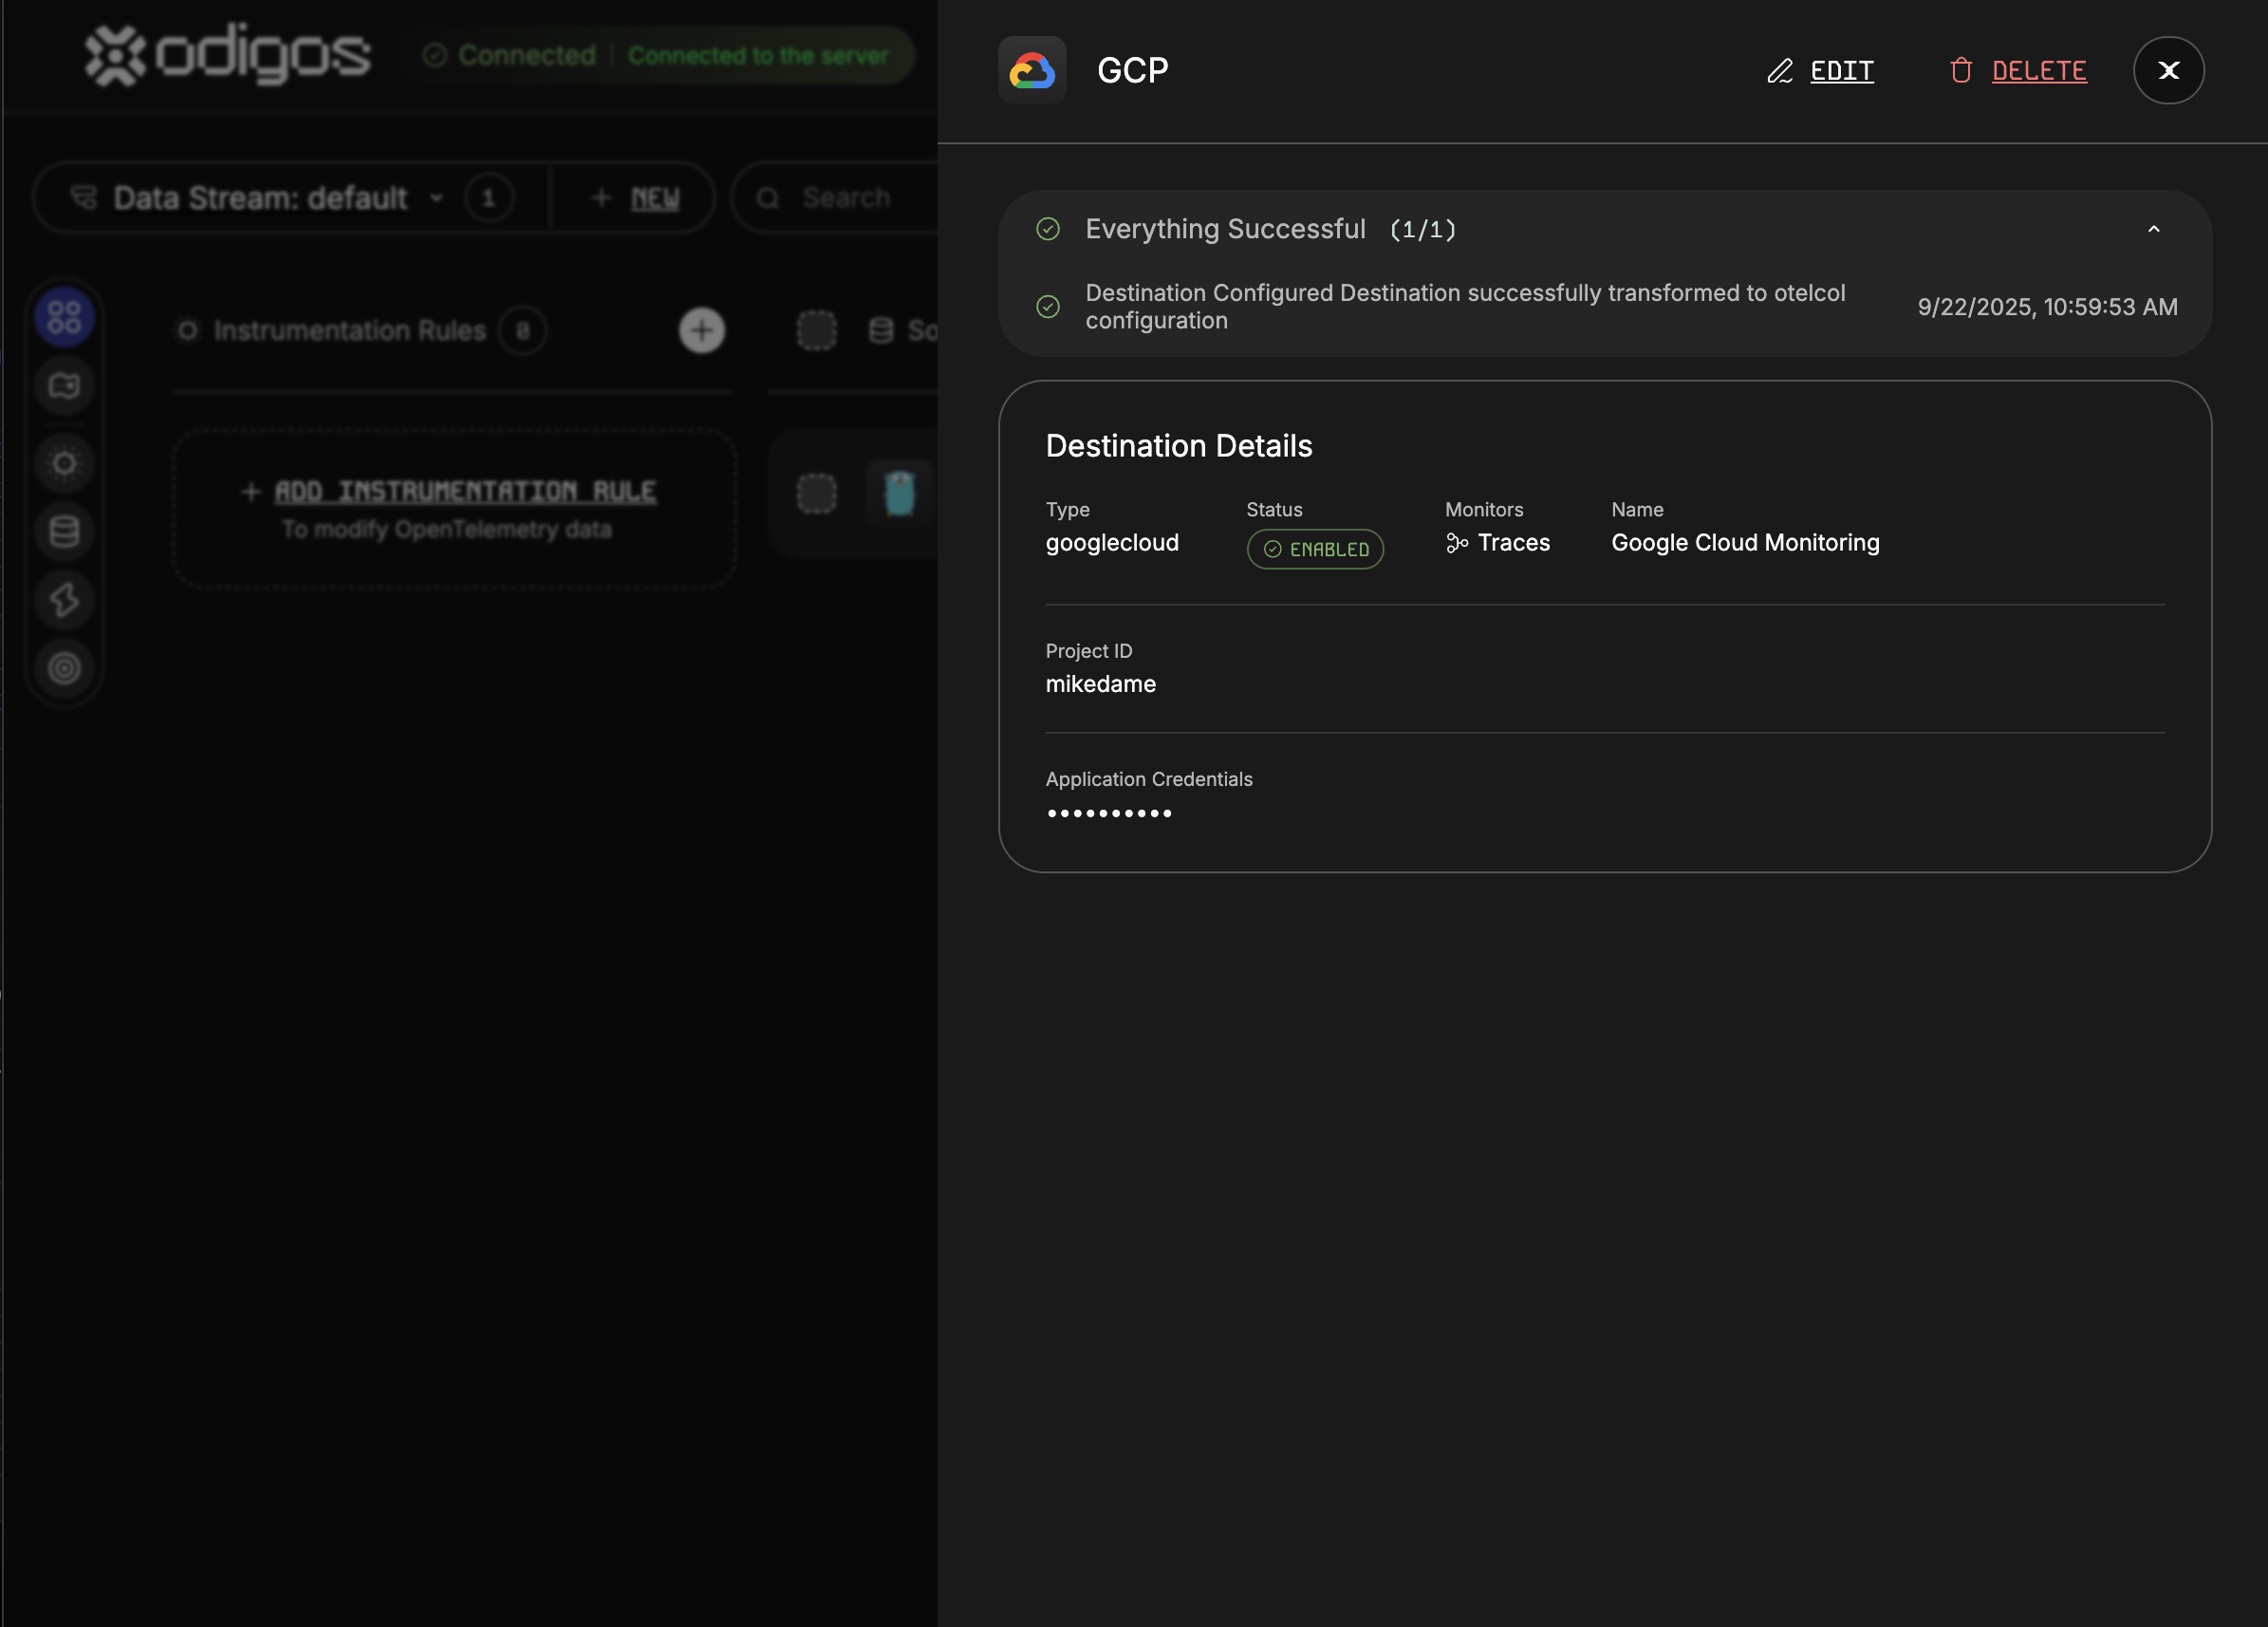 odigos
Connected | Connected to the server
Data Stream: default 1
+ NEW
Search
Instrumentation Rules 0
So
+ ADD INSTRUMENTATION RULE
To modify OpenTelemetry data
GCP
EDIT
DELETE
Everything Successful (1/1)
Destination Configured Destination successfully transformed to otelcol
configuration
9/22/2025, 10:59:53 AM
Destination Details
Type
googlecloud
Status
ENABLED
Monitors
Traces
Name
Google Cloud Monitoring
Project ID
mikedame
Application Credentials
••••••••••